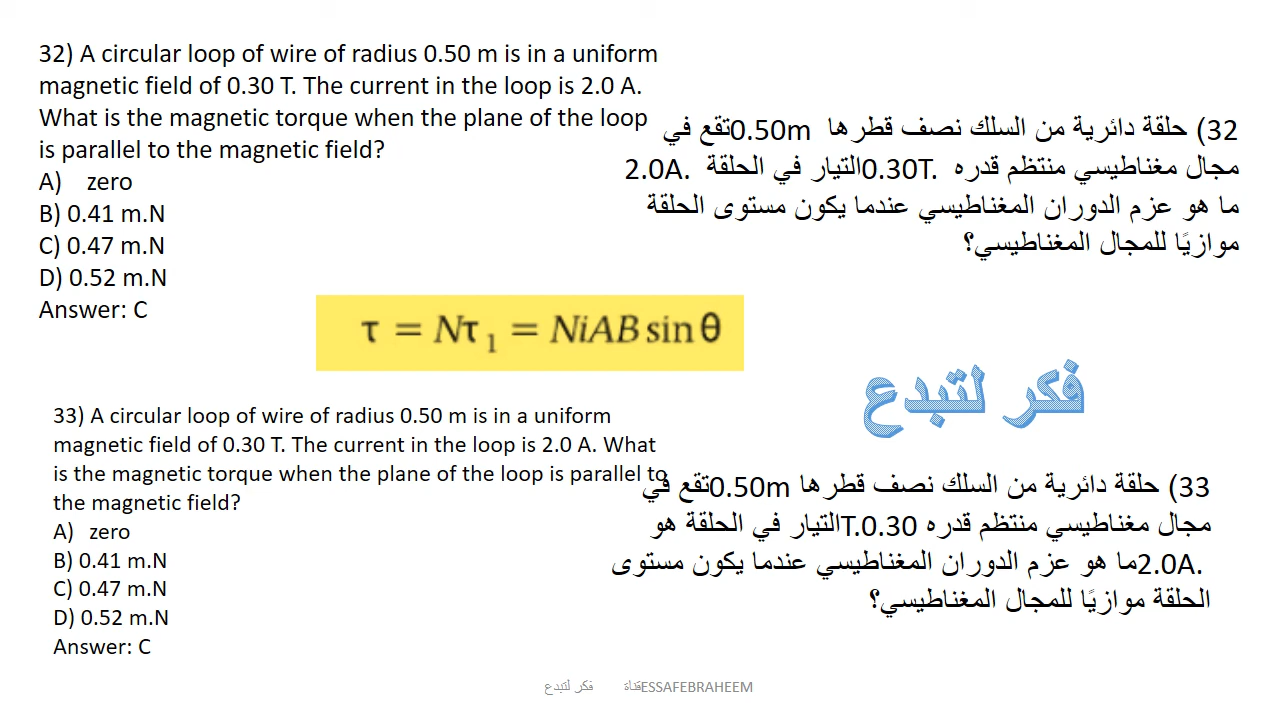 32) A circular loop of wire of radius 0.50 m is in a uniform
magnetic field of 0.30 T. The current in the loop is 2.0 A.
What is the magnetic torque when the plane of the loop
is parallel to the magnetic field?
A) zero
B) 0.41 m.N
C) 0.47 m.N
D) 0.52 m.N
Answer: C
32) حلقة دائرية من السلك نصف قطرها 0.50m تقع في
مجال مغناطيسي منتظم قدره 0.30T. التيار في الحلقة 2.0A.
ما هو عزم الدوران المغناطيسي عندما يكون مستوى الحلقة
موازيًا للمجال المغناطيسي؟
τ = Nτ₁ = NiAB sin θ
فكر لتبدع
33) A circular loop of wire of radius 0.50 m is in a uniform
magnetic field of 0.30 T. The current in the loop is 2.0 A. What
is the magnetic torque when the plane of the loop is parallel to
the magnetic field?
A) zero
B) 0.41 m.N
C) 0.47 m.N
D) 0.52 m.N
Answer: C
33) حلقة دائرية من السلك نصف قطرها 0.50m تقع في
مجال مغناطيسي منتظم قدره T.0.30 التيار في الحلقة هو
2.0A. ما هو عزم الدوران المغناطيسي عندما يكون مستوى
الحلقة موازيًا للمجال المغناطيسي؟
ESSAFEBRAHEEM قناة فكر لتبدع